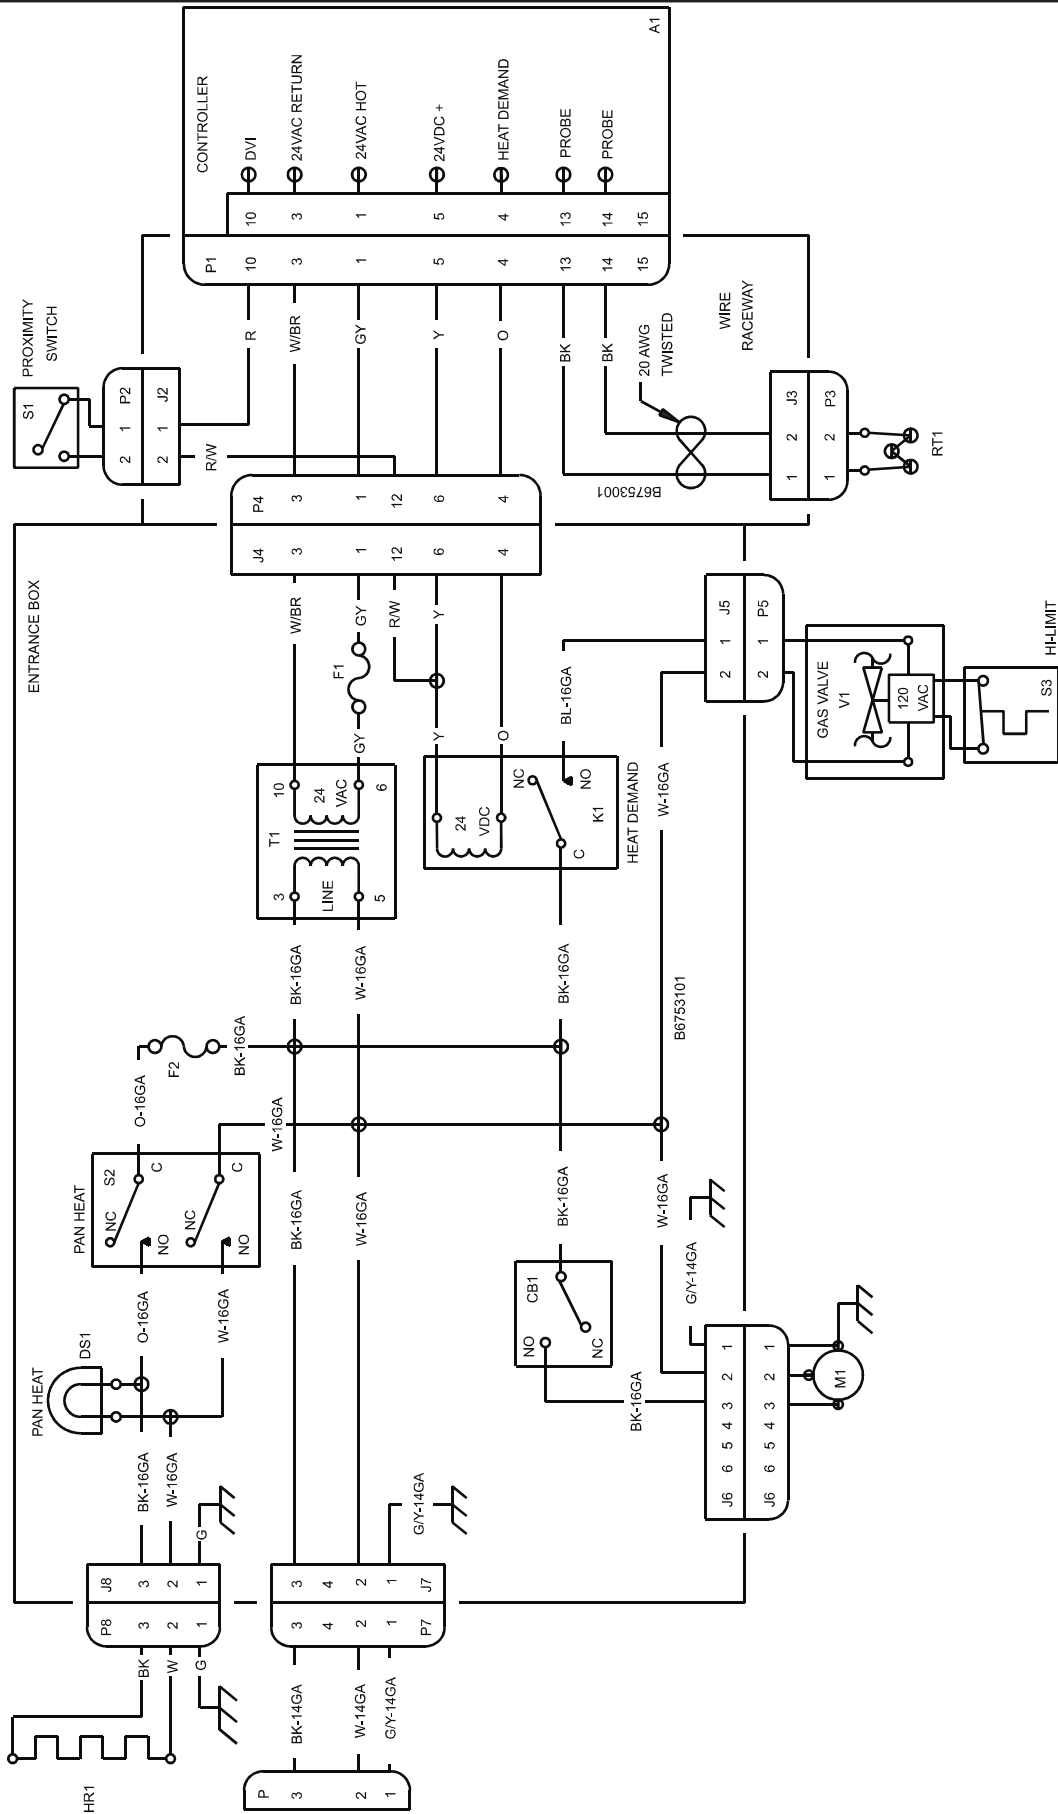 CONTROLLER
A1
DVI
24VAC RETURN
24VAC HOT
24VDC +
HEAT DEMAND
PROBE
PROBE
10
3
1
5
4
13
14
15
P1
10
3
1
5
4
13
14
15
PROXIMITY
SWITCH
S1
P2
1
2
J2
1
2
R
W/BR
GY
Y
O
BK
BK
R/W
20 AWG
TWISTED
WIRE
RACEWAY
B6753001
J3
2
1
P3
2
1
RT1
P4
3
1
12
6
4
J4
3
1
12
6
4
ENTRANCE BOX
W/BR
GY
R/W
Y
F1
GY
Y
O
BL-16GA
J5
1
2
P5
1
2
GAS VALVE
V1
120
VAC
HI-LIMIT
S3
T1
10
24
VAC
6
3
LINE
5
24
VDC
NC
NO
C
K1
HEAT DEMAND
W-16GA
BK-16GA
W-16GA
BK-16GA
B6753101
F2
BK-16GA
O-16GA
W-16GA
PAN HEAT
S2
C
NC
NO
C
NC
NO
BK-16GA
W-16GA
BK-16GA
W-16GA
G/Y-14GA
CB1
NO
NC
BK-16GA
O-16GA
W-16GA
PAN HEAT
DS1
BK-16GA
W-16GA
G
J6
6
5
4
3
2
1
J6
6
5
4
3
2
1
M1
G/Y-14GA
J8
3
2
1
P8
3
2
1
J7
3
4
2
1
P7
3
4
2
1
BK
W
G
HR1
BK-14GA
W-14GA
G/Y-14GA
P
3
2
1